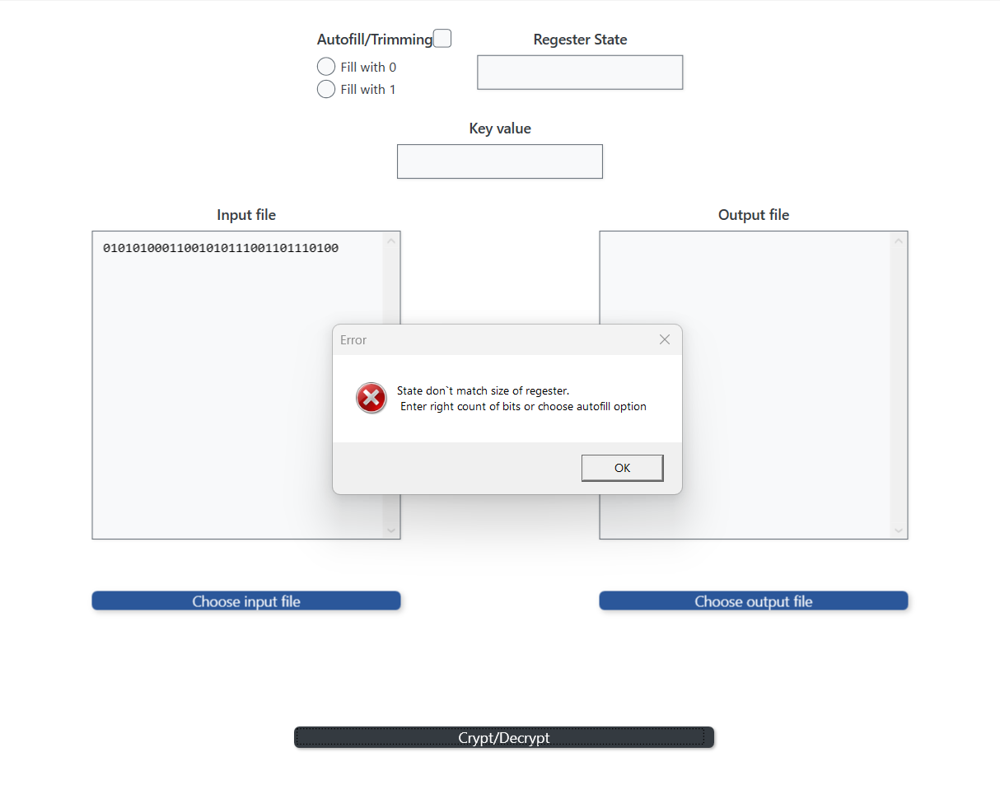 Autofill/Trimming
Regester State
Fill with 0
Fill with 1
Key value
Input file
Output file
01010100011001010111001101110100
Error
State don`t match size of regester.
Enter right count of bits or choose autofill option
OK
Choose input file
Choose output file
Crypt/Decrypt